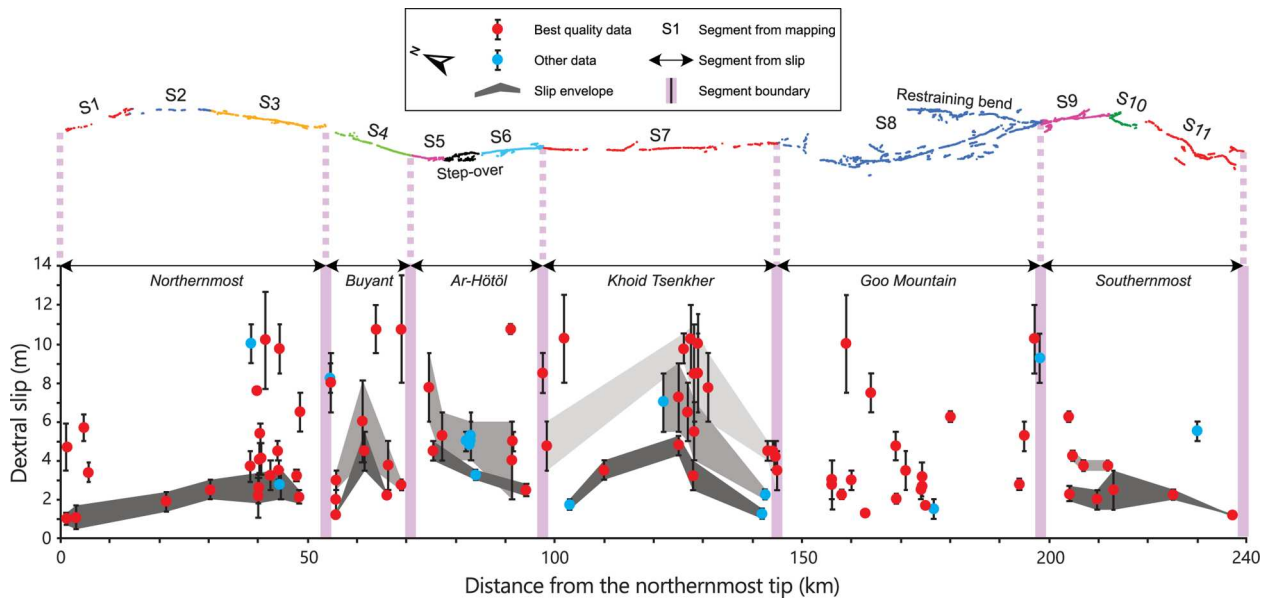 N
Best quality data
Other data
Slip envelope
S1 Segment from mapping
Segment from slip
Segment boundary
S1
S2
S3
S4
S5
S6
Step-over
S7
Restraining bend
S8
S9
S10
S11
Northernmost
Buyant
Ar-Hötöl
Khoid Tsenkher
Goo Mountain
Southernmost
Dextral slip (m)
14
12
10
8
6
4
2
0
0 50 100 150 200 240
Distance from the northernmost tip (km)